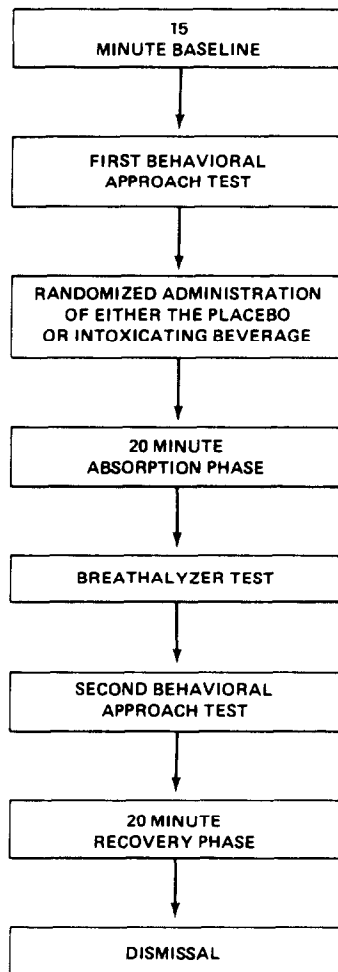 15
MINUTE BASELINE
FIRST BEHAVIORAL
APPROACH TEST
RANDOMIZED ADMINISTRATION
OF EITHER THE PLACEBO
OR INTOXICATING BEVERAGE
20 MINUTE
ABSORPTION PHASE
BREATHALYZER TEST
SECOND BEHAVIORAL
APPROACH TEST
20 MINUTE
RECOVERY PHASE
DISMISSAL